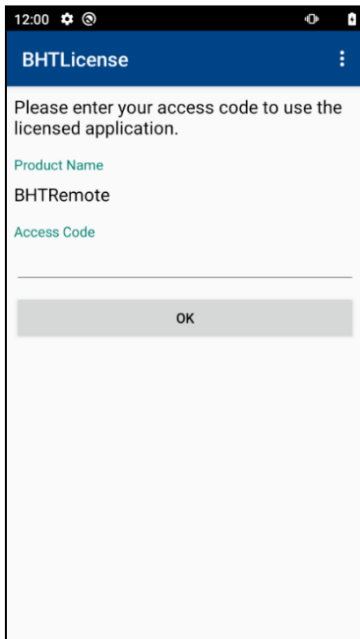 12:00
BHTLicense
Please enter your access code to use the
licensed application.
Product Name
BHTRemote
Access Code
OK